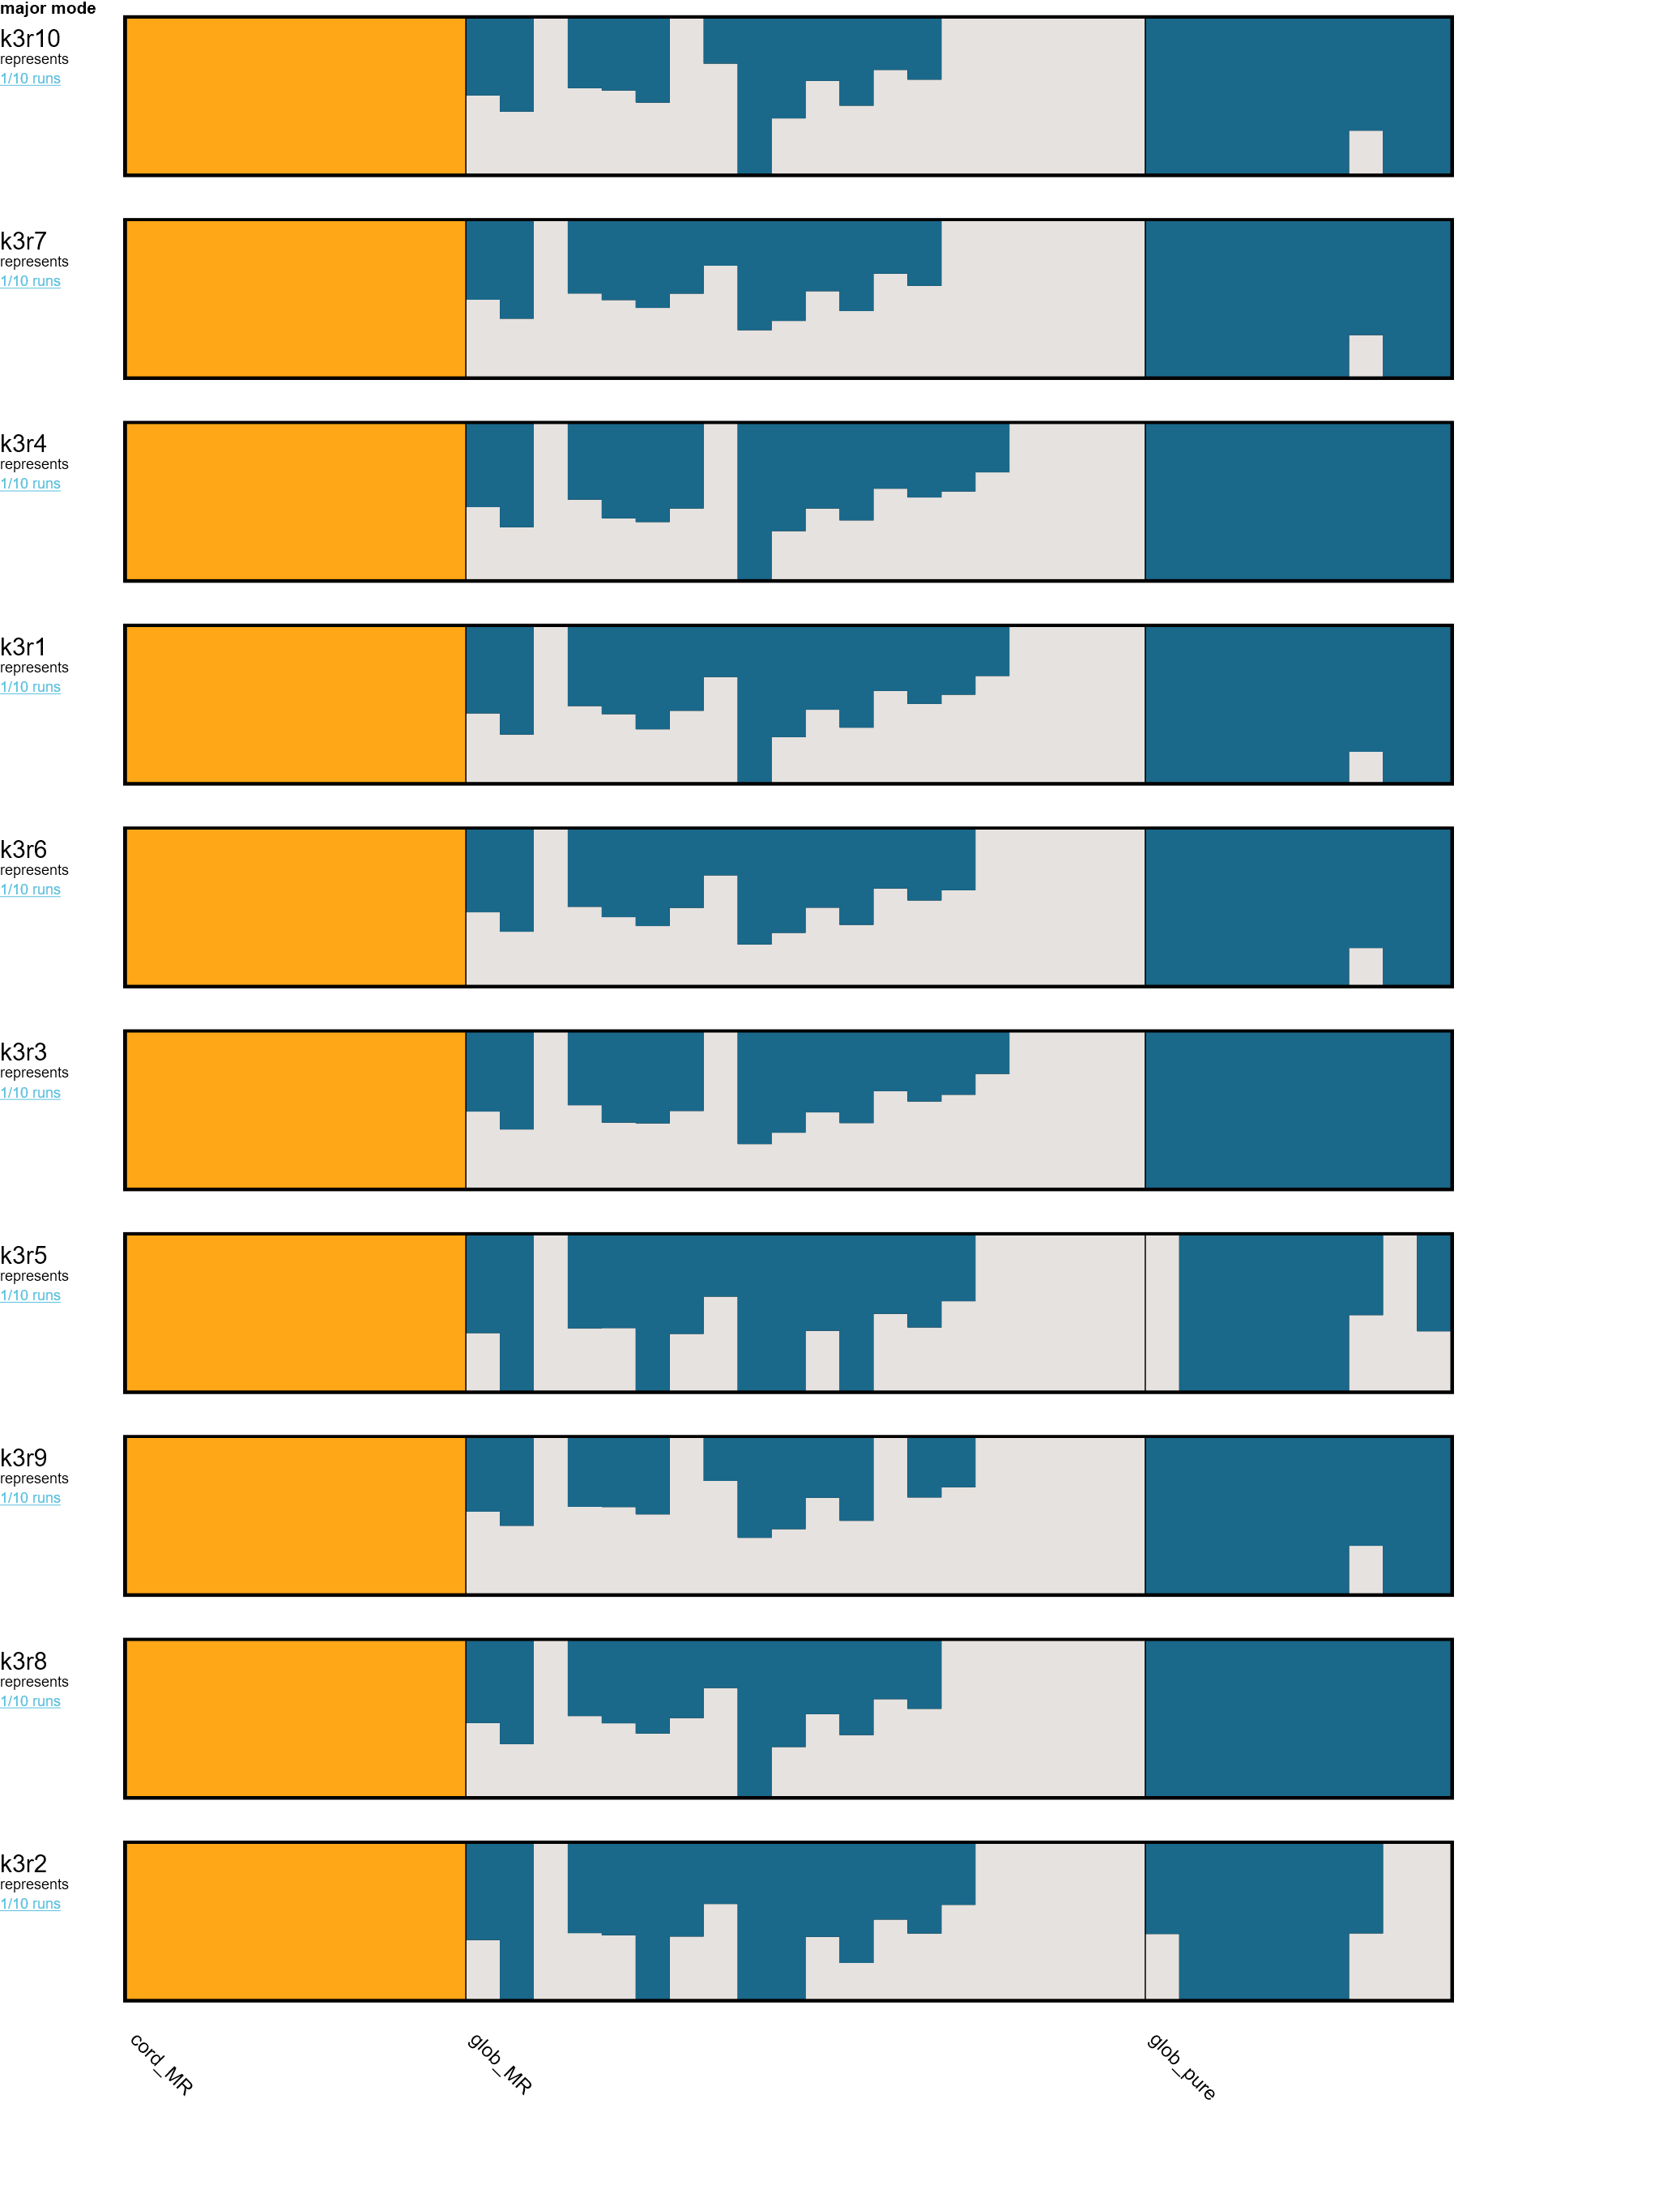 major mode
k3r10
represents
1/10 runs
k3r7
represents
1/10 runs
k3r4
represents
1/10 runs
k3r1
represents
1/10 runs
k3r6
represents
1/10 runs
k3r3
represents
1/10 runs
k3r5
represents
1/10 runs
k3r9
represents
1/10 runs
k3r8
represents
1/10 runs
k3r2
represents
1/10 runs
cord_MR
glob_MR
glob_pure